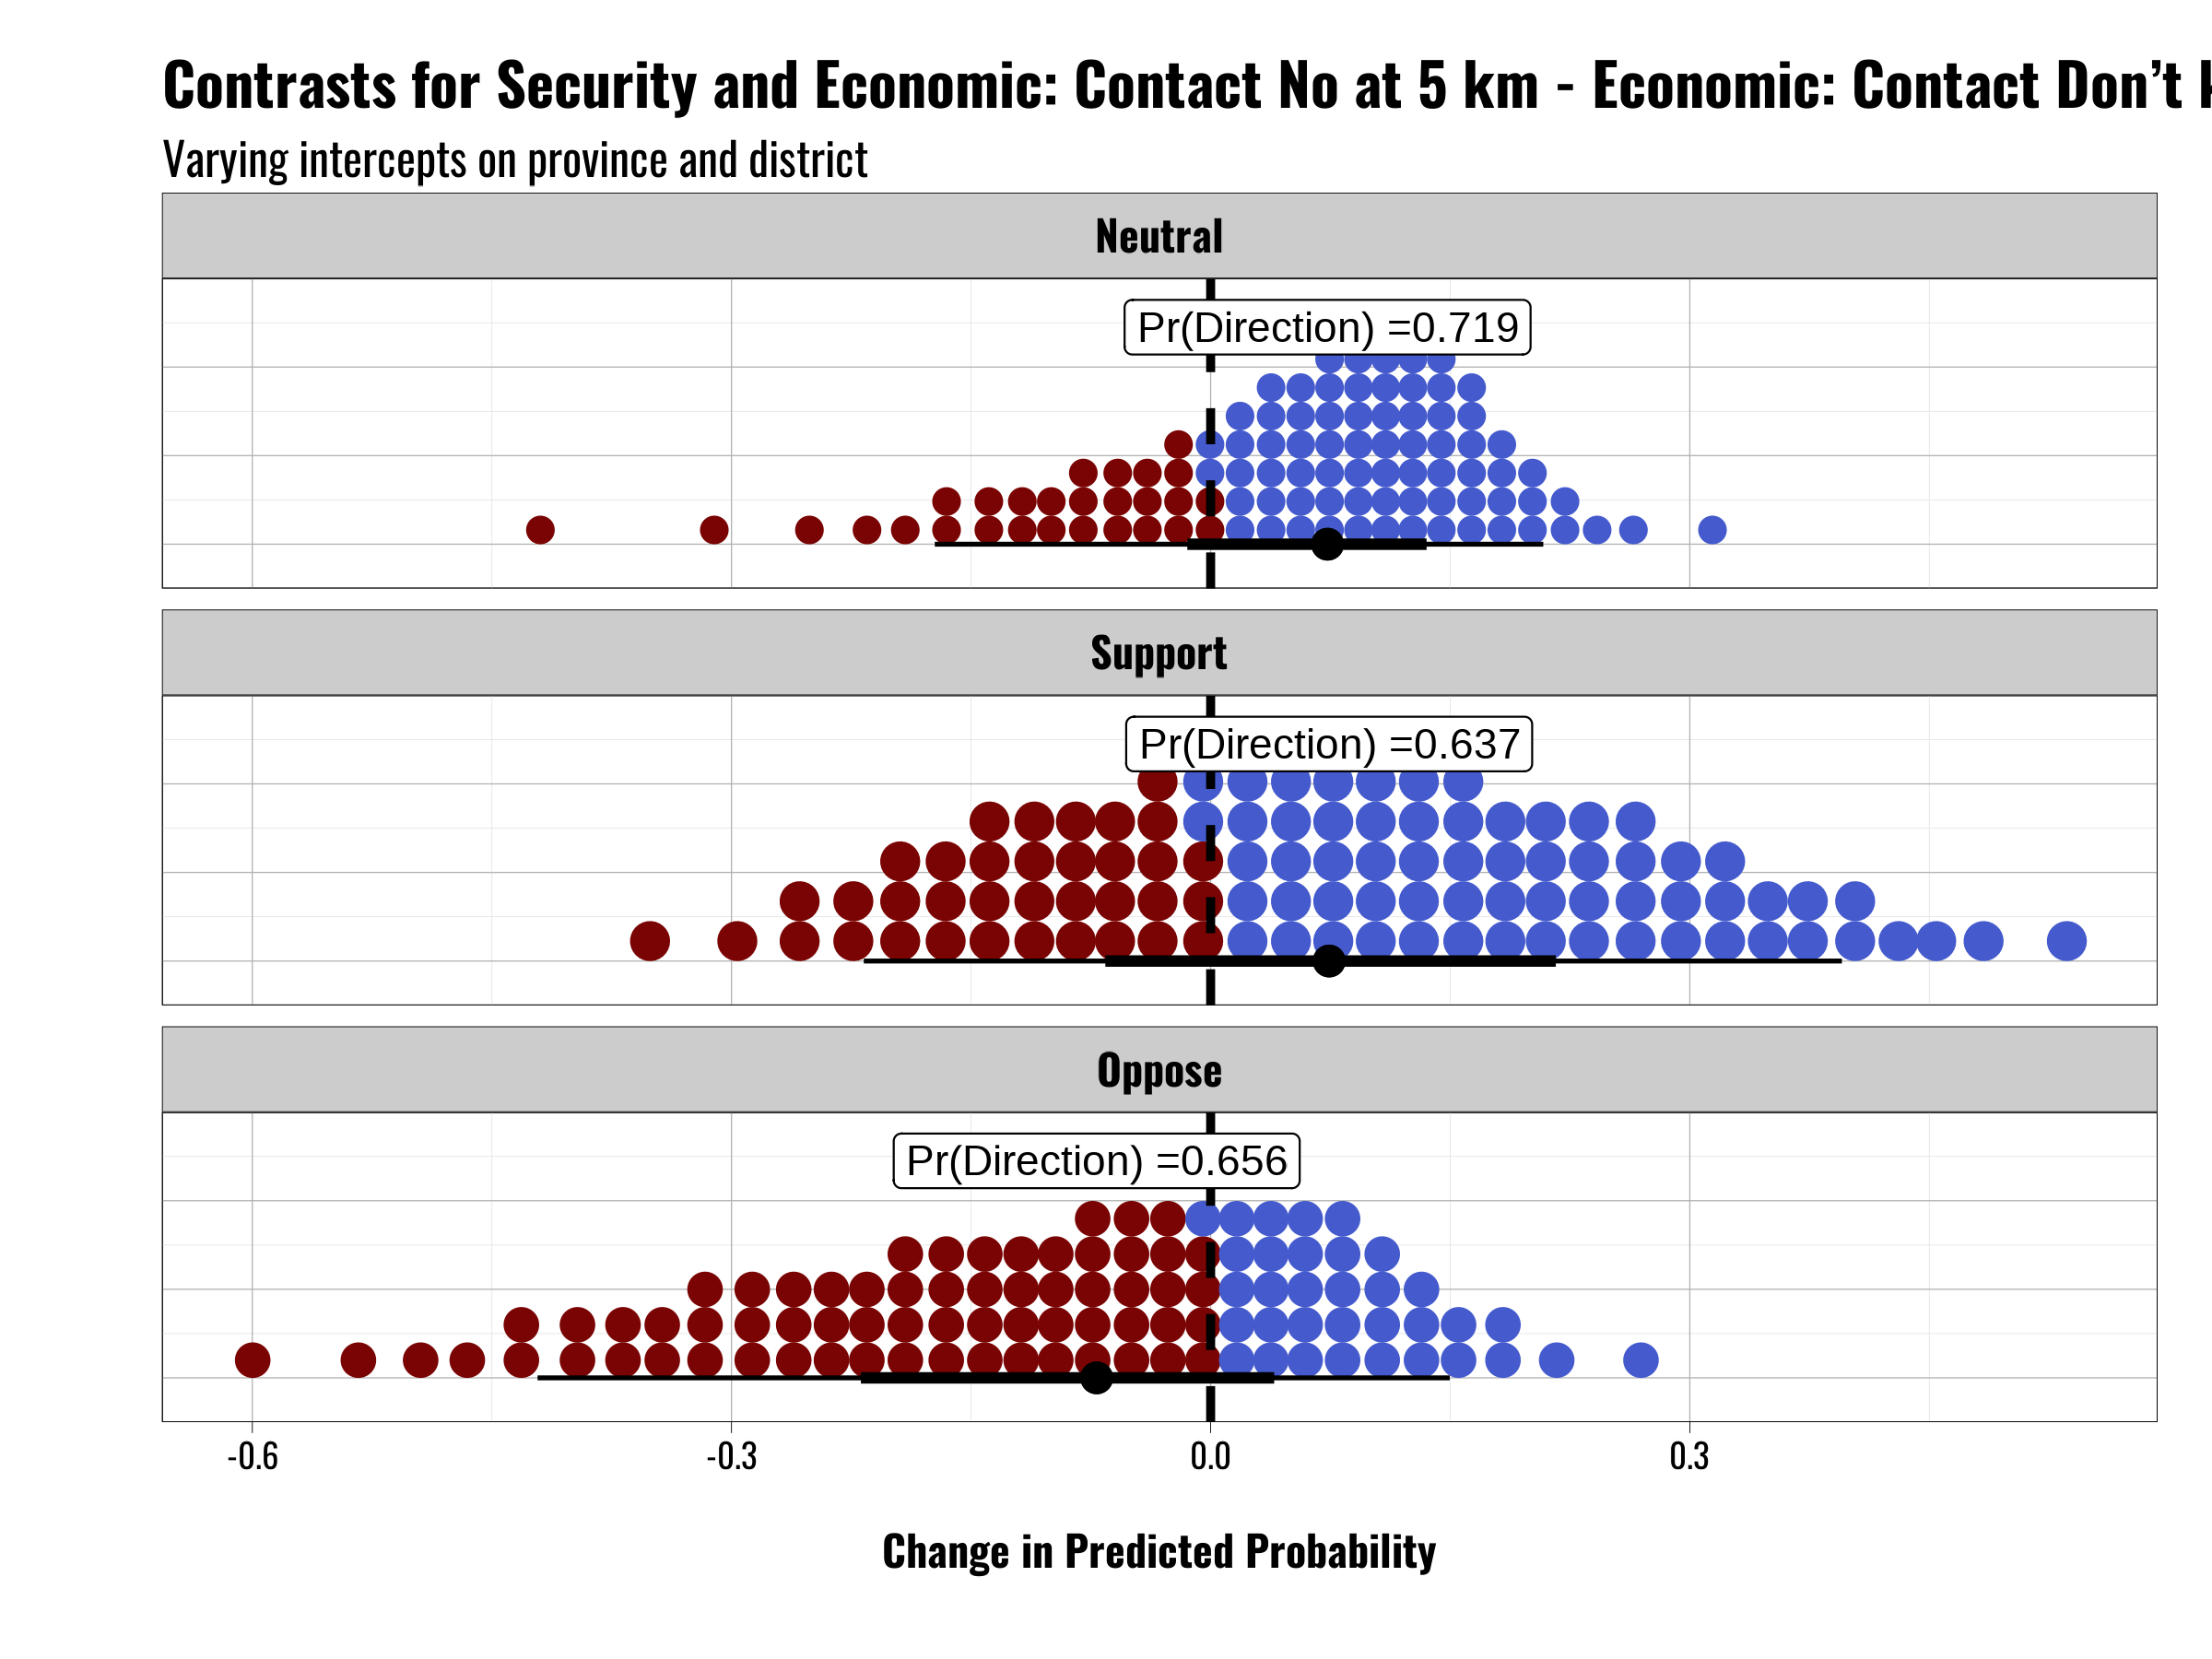 Contrasts for Security and Economic: Contact No at 5 km - Economic: Contact Don’t
Varying intercepts on province and district
Neutral
Pr(Direction) =0.719
Support
Pr(Direction) =0.637
Oppose
Pr(Direction) =0.656
-0.6 -0.3 0.0 0.3
Change in Predicted Probability